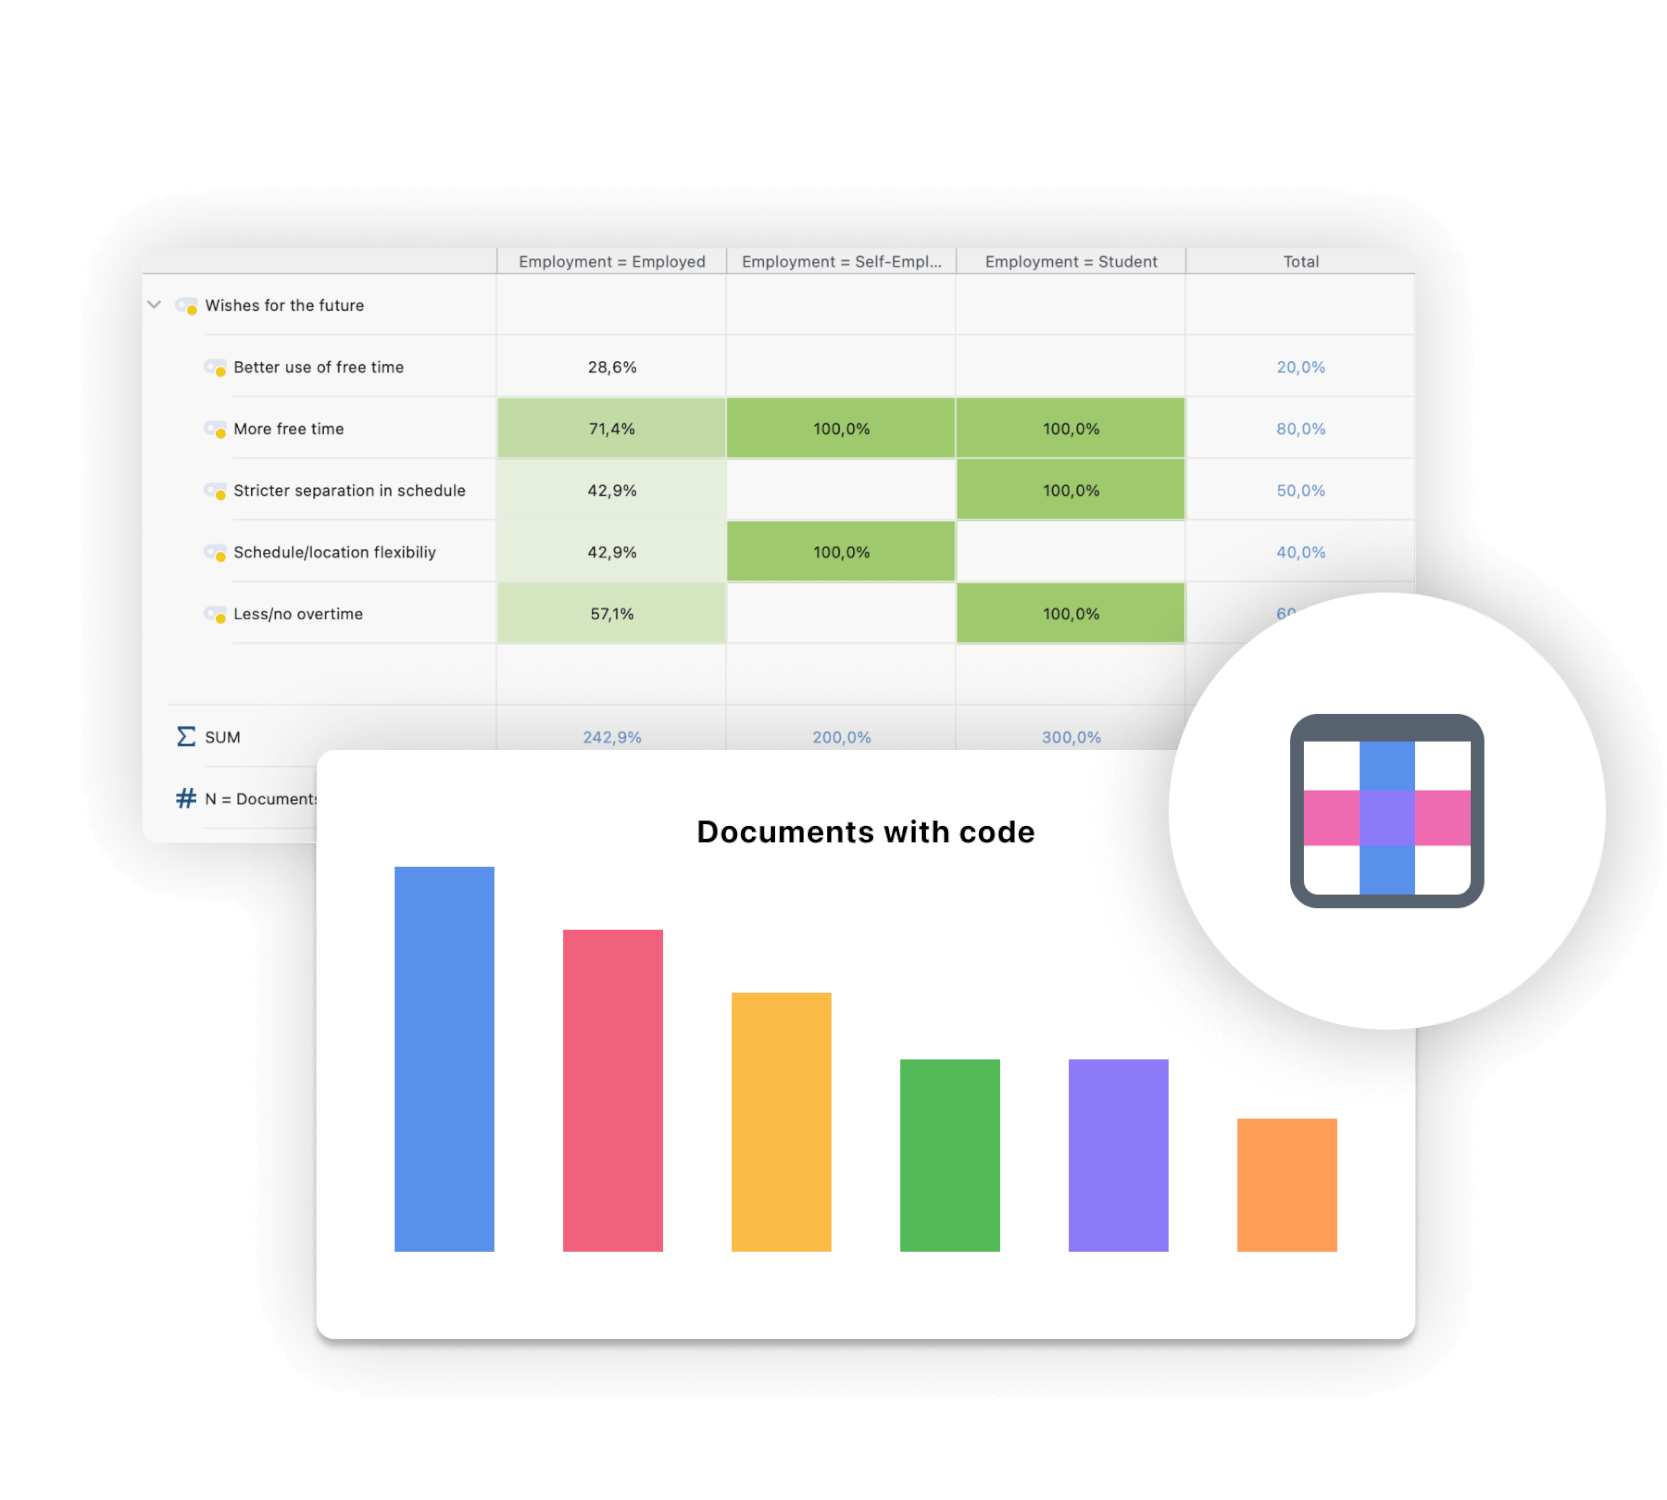 Employment = Employed Employment = Self-Empl... Employment = Student Total
Wishes for the future
Better use of free time 28,6% 20,0%
More free time 71,4% 100,0% 100,0% 80,0%
Stricter separation in schedule 42,9% 100,0% 50,0%
Schedule/location flexibiliy 42,9% 100,0% 40,0%
Less/no overtime 57,1% 100,0%
Σ SUM 242,9% 200,0% 300,0%
# N = Documents
Documents with code